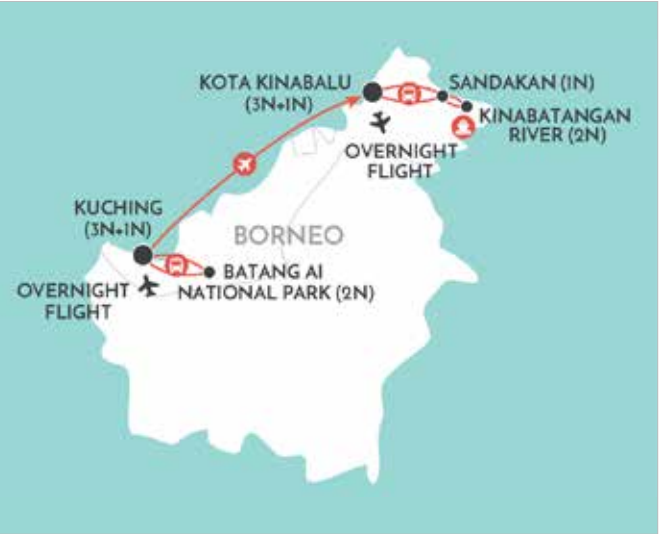 KOTA KINABALU
(3N+1N)
SANDAKAN (1N)
KINABATANGAN
RIVER (2N)
OVERNIGHT
FLIGHT
KUCHING
(3N+1N)
BORNEO
BATANG AI
NATIONAL PARK (2N)
OVERNIGHT
FLIGHT